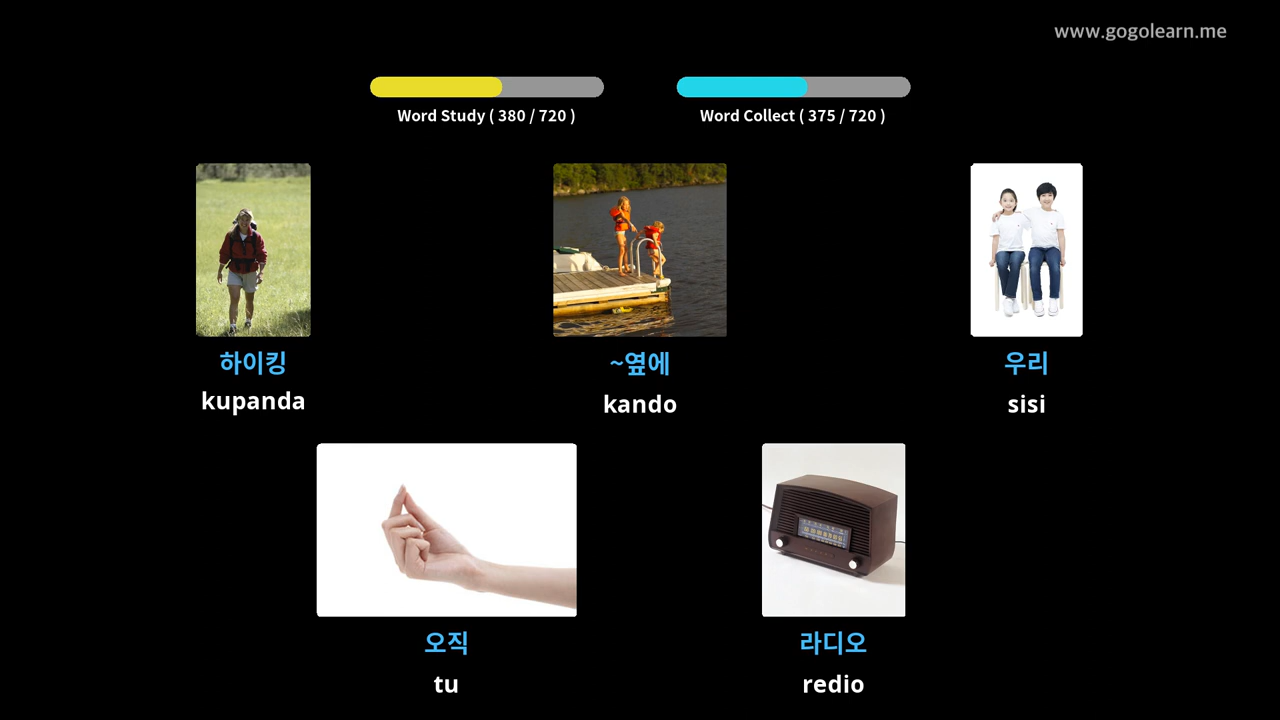 www.gogolearn.me
Word Study ( 380 / 720 )
Word Collect ( 375 / 720 )
하이킹
kupanda
~옆에
kando
우리
sisi
오직
tu
라디오
redio